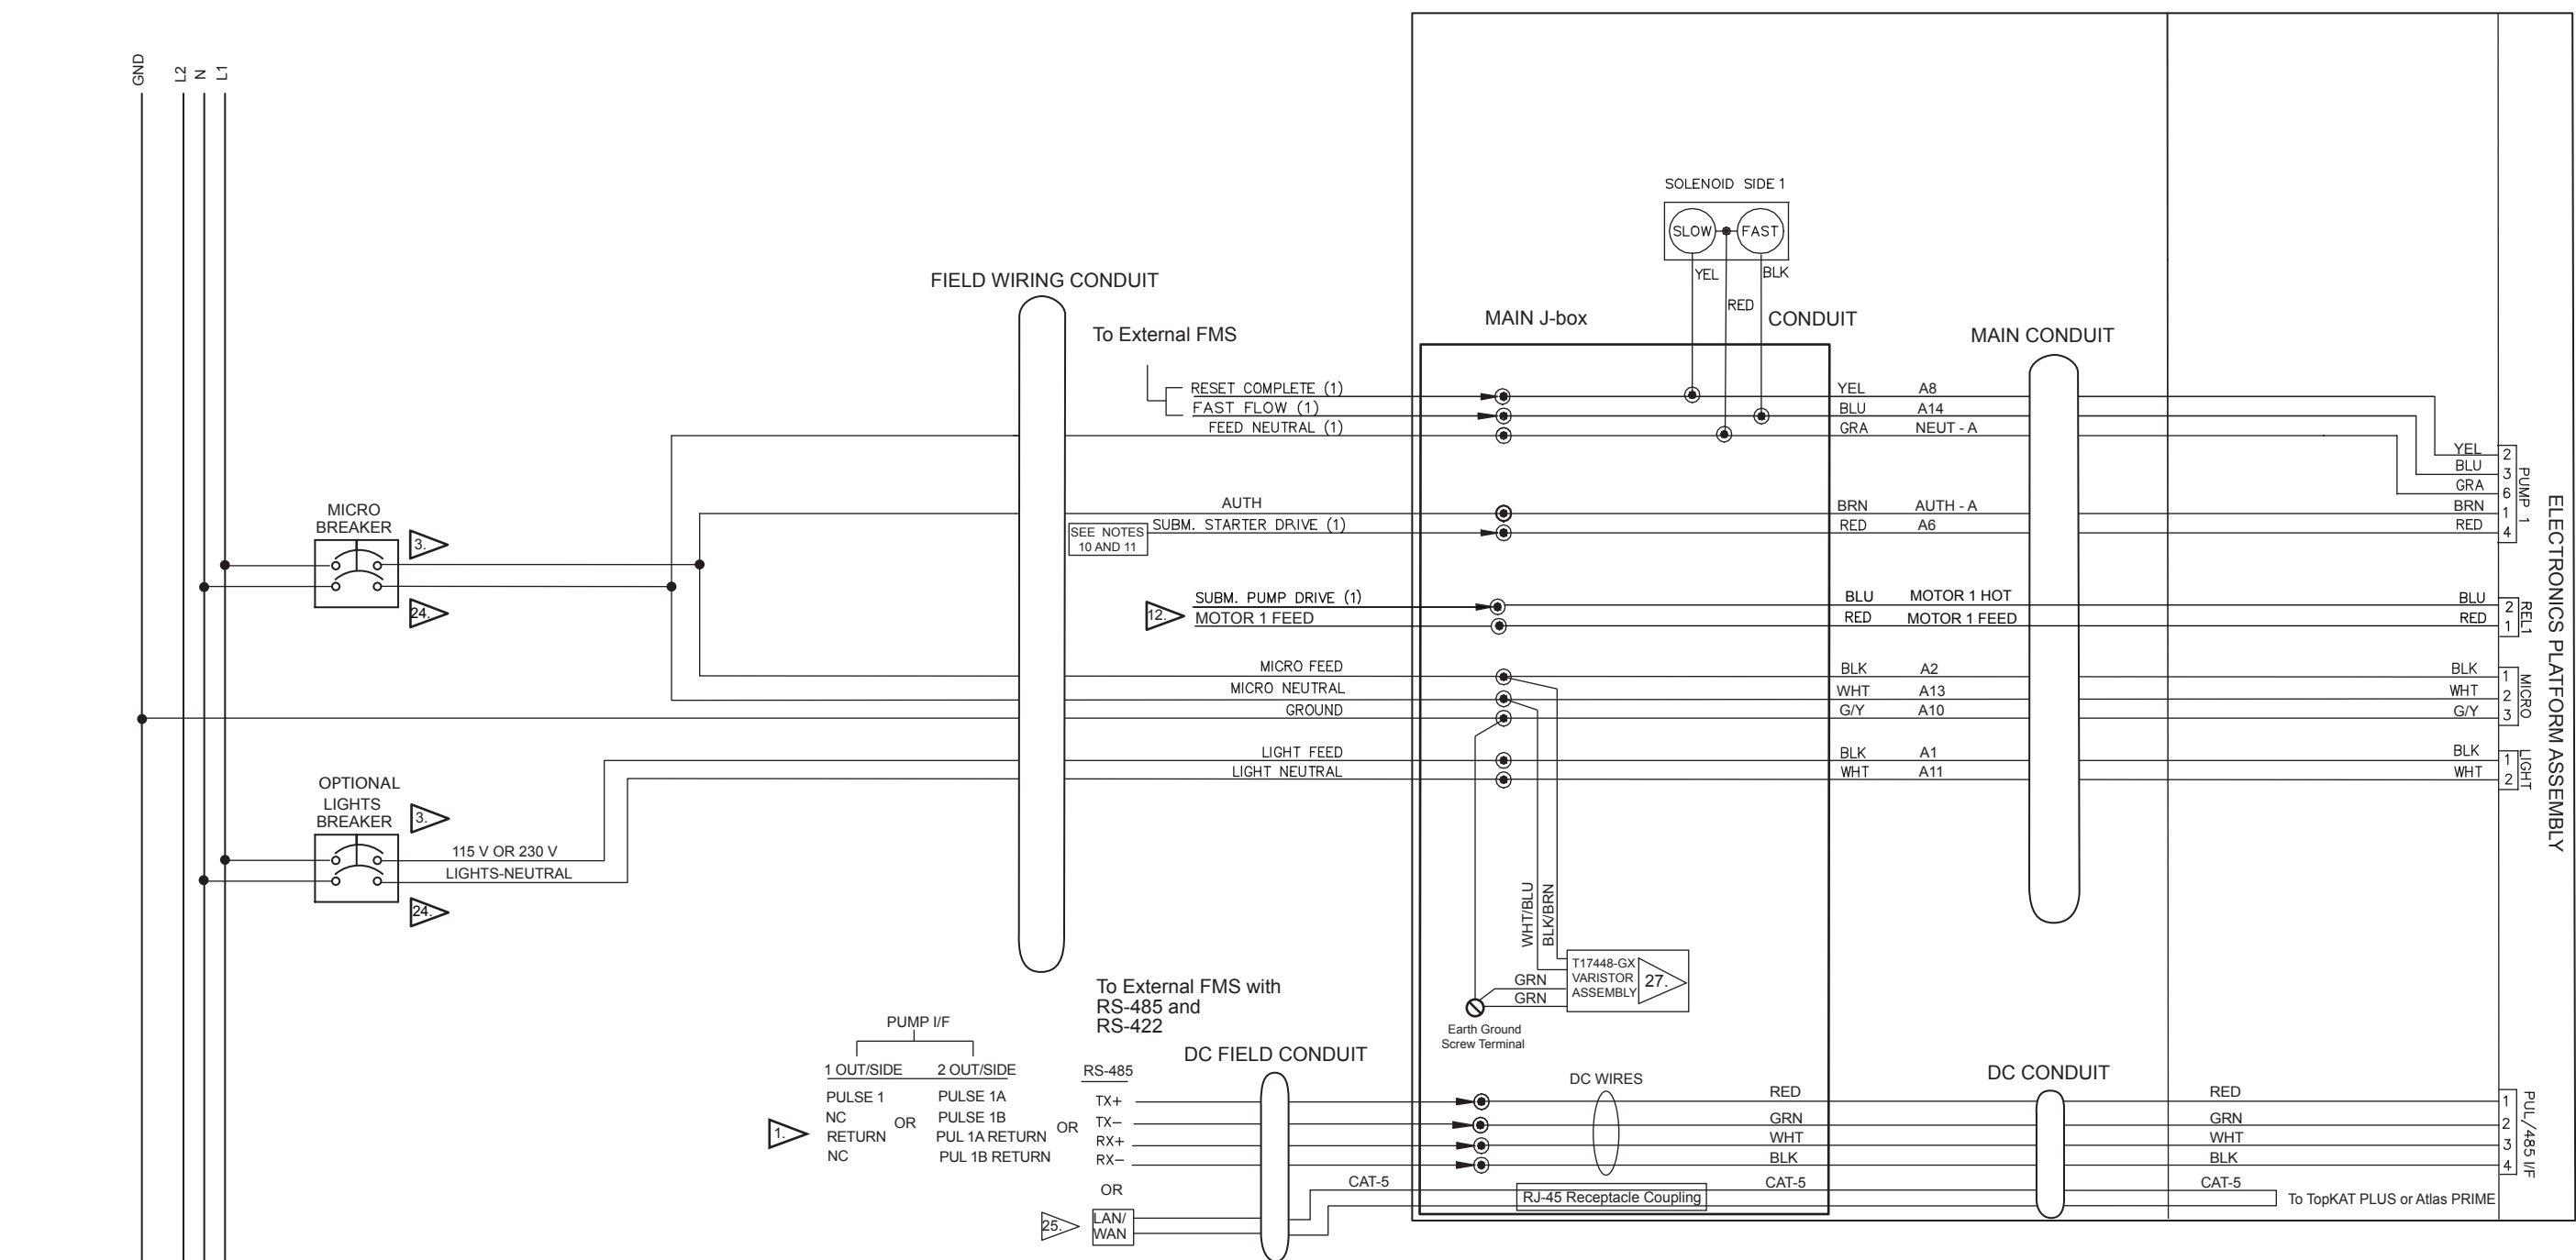 GND
L2
N
L1
SOLENOID SIDE 1
SLOW
FAST
YEL
BLK
RED
FIELD WIRING CONDUIT
To External FMS
MAIN J-box
CONDUIT
MAIN CONDUIT
RESET COMPLETE (1)
YEL A8
FAST FLOW (1)
BLU A14
FEED NEUTRAL (1)
GRA NEUT - A
YEL 2
BLU 3
GRA 6
BRN 1
RED 4
PUMP 1
ELECTRONICS PLATFORM ASSEMBLY
MICRO
BREAKER
3.
24.
AUTH
BRN AUTH - A
SEE NOTES
10 AND 11
SUBM. STARTER DRIVE (1)
RED A6
12.
SUBM. PUMP DRIVE (1)
BLU MOTOR 1 HOT
BLU 2
MOTOR 1 FEED
RED MOTOR 1 FEED
RED 1
REL1
MICRO FEED
BLK A2
BLK 1
MICRO NEUTRAL
WHT A13
WHT 2
GROUND
G/Y A10
G/Y 3
MICRO
LIGHT FEED
BLK A1
BLK 1
LIGHT NEUTRAL
WHT A11
WHT 2
LIGHT
OPTIONAL
LIGHTS
BREAKER
3.
24.
115 V OR 230 V
LIGHTS-NEUTRAL
WHT/BLU
BLK/BRN
T17448-GX
VARISTOR
ASSEMBLY
27.
GRN
GRN
Earth Ground
Screw Terminal
To External FMS with
RS-485 and
RS-422
PUMP I/F
DC FIELD CONDUIT
1 OUT/SIDE
2 OUT/SIDE
RS-485
DC WIRES
DC CONDUIT
1.
PULSE 1
NC
RETURN
NC
OR
PULSE 1A
PULSE 1B
PUL 1A RETURN
PUL 1B RETURN
OR
TX+
TX–
RX+
RX–
RED
GRN
WHT
BLK
RED 1
GRN 2
WHT 3
BLK 4
PUL/485 I/F
OR
CAT-5
RJ-45 Receptacle Coupling
CAT-5
CAT-5
To TopKAT PLUS or Atlas PRIME
25.
LAN/
WAN